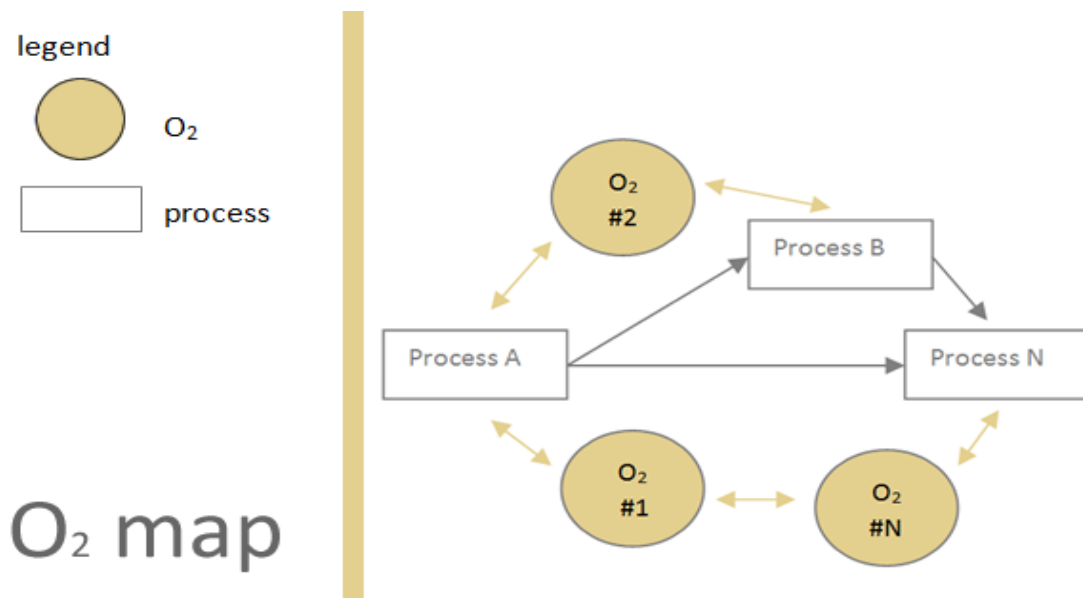 legend
O₂
process
O₂ map
O₂
#2
Process B
Process A
Process N
O₂
#1
O₂
#N